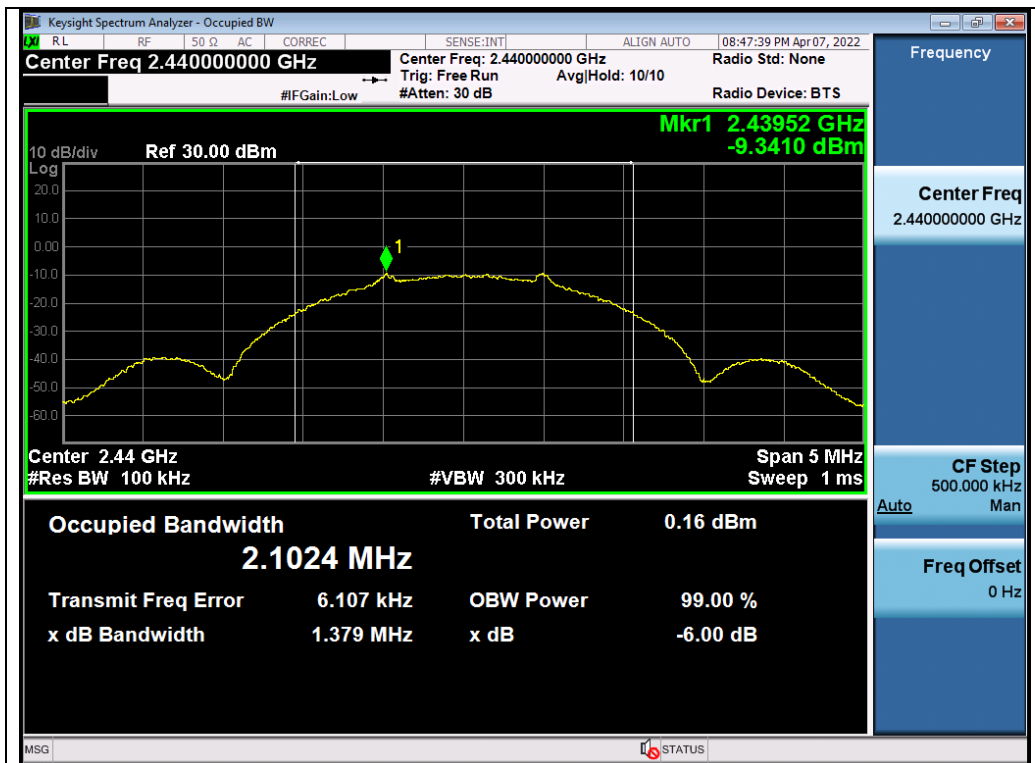 Keysight Spectrum Analyzer - Occupied BW
LXI RL RF 50 Ω AC CORREC SENSE:INT ALIGN AUTO 08:47:39 PM Apr 07, 2022
Center Freq 2.440000000 GHz
Center Freq: 2.440000000 GHz
Radio Std: None
Trig: Free Run Avg|Hold: 10/10
#IFGain:Low
#Atten: 30 dB
Radio Device: BTS
Mkr1 2.43952 GHz
-9.3410 dBm
10 dB/div Ref 30.00 dBm
Log
20.0
10.0
0.00
1
-10.0
-20.0
-30.0
-40.0
-50.0
-60.0
Center 2.44 GHz Span 5 MHz
#Res BW 100 kHz #VBW 300 kHz Sweep 1 ms
Occupied Bandwidth
2.1024 MHz
Total Power 0.16 dBm
Transmit Freq Error 6.107 kHz
OBW Power 99.00 %
x dB Bandwidth 1.379 MHz
x dB -6.00 dB
Frequency
Center Freq
2.440000000 GHz
CF Step
500.000 kHz
Auto Man
Freq Offset
0 Hz
MSG STATUS